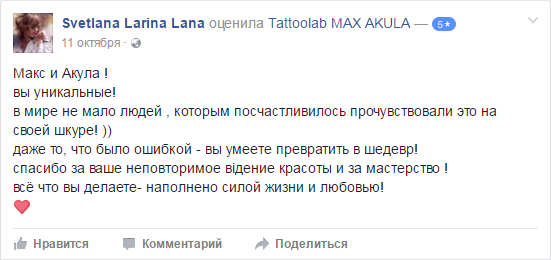 Svetlana Larina Lana оценила Tattoolab MAX AKULA — 5★
11 октября ·
Макс и Акула !
вы уникальные!
в мире не мало людей , которым посчастливилось прочувствовали это на
своей шкуре! ))
даже то, что было ошибкой - вы умеете превратить в шедевр!
спасибо за ваше неповторимое вiдение красоты и за мастерство !
всё что вы делаете- наполнено силой жизни и любовью!
Нравится Комментарий Поделиться